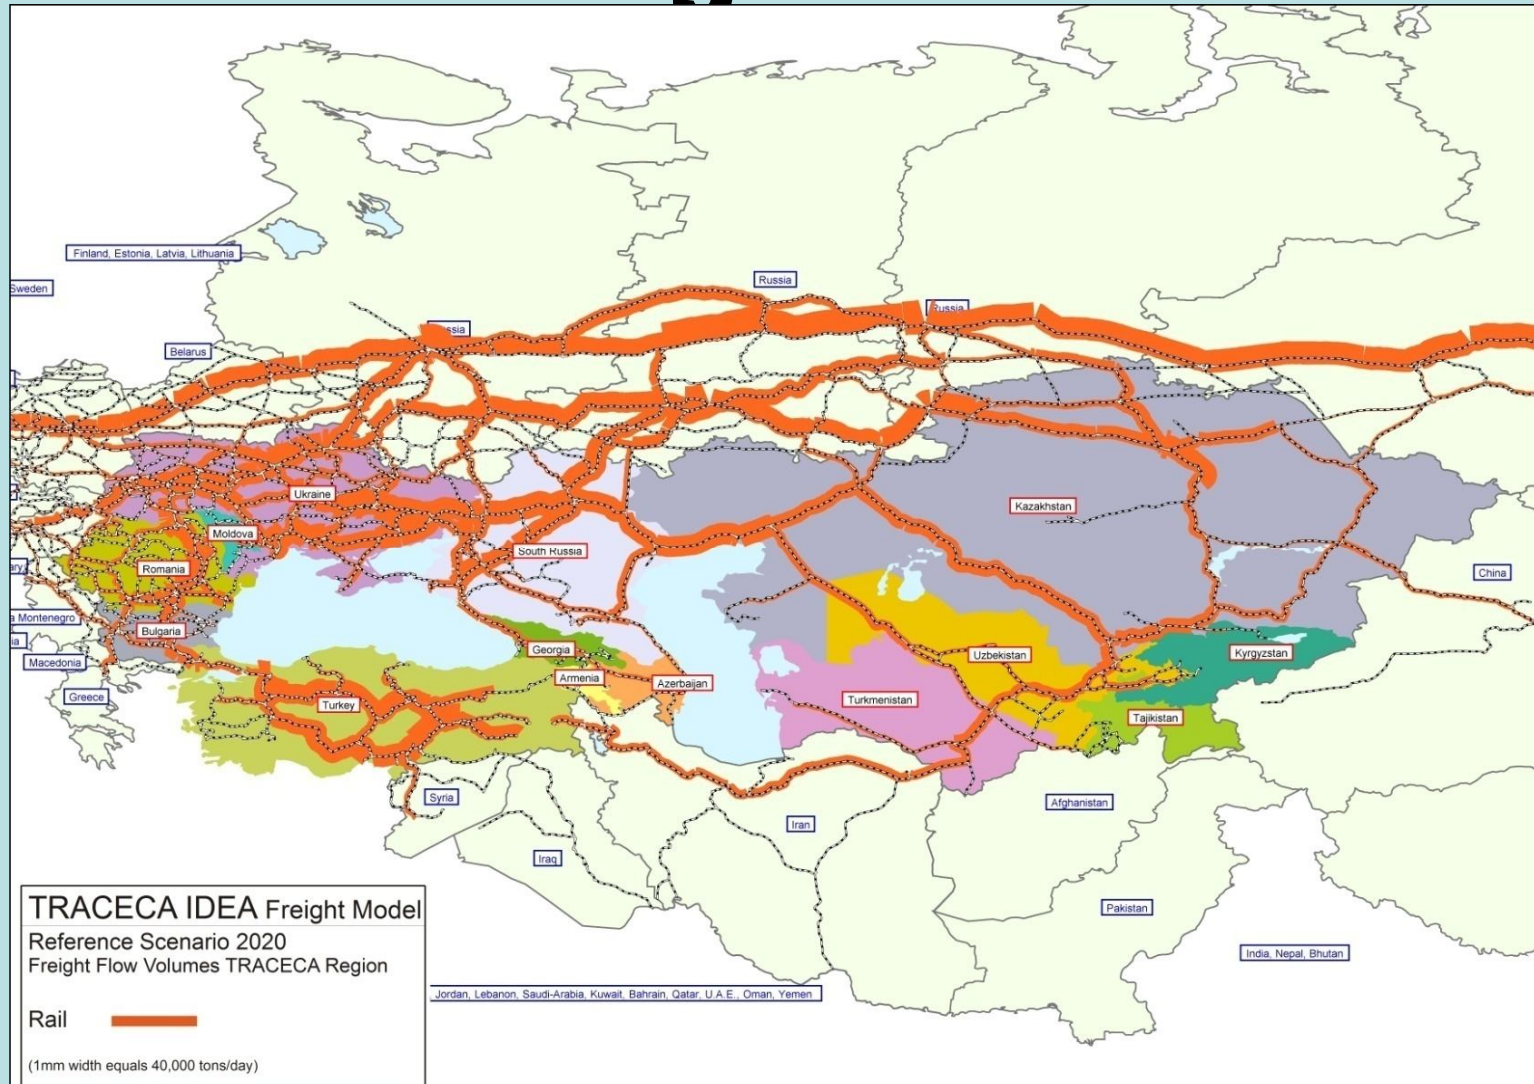 Russia
Finland, Estonia, Latvia, Lithuania
Sweden
Russia
Belarus
Ukraine
Kazakhstan
Moldova
South Russia
Romania
China
Montenegro
Bulgaria
Georgia
Kyrgyzstan
Uzbekistan
Macedonia
Armenia
Azerbaijan
Greece
Turkey
Turkmenistan
Tajikistan
Syria
Afghanistan
Iran
Iraq
Pakistan
India, Nepal, Bhutan
Jordan, Lebanon, Saudi-Arabia, Kuwait, Bahrain, Qatar, U.A.E., Oman, Yemen
TRACECA IDEA Freight Model
Reference Scenario 2020
Freight Flow Volumes TRACECA Region
Rail
(1mm width equals 40,000 tons/day)